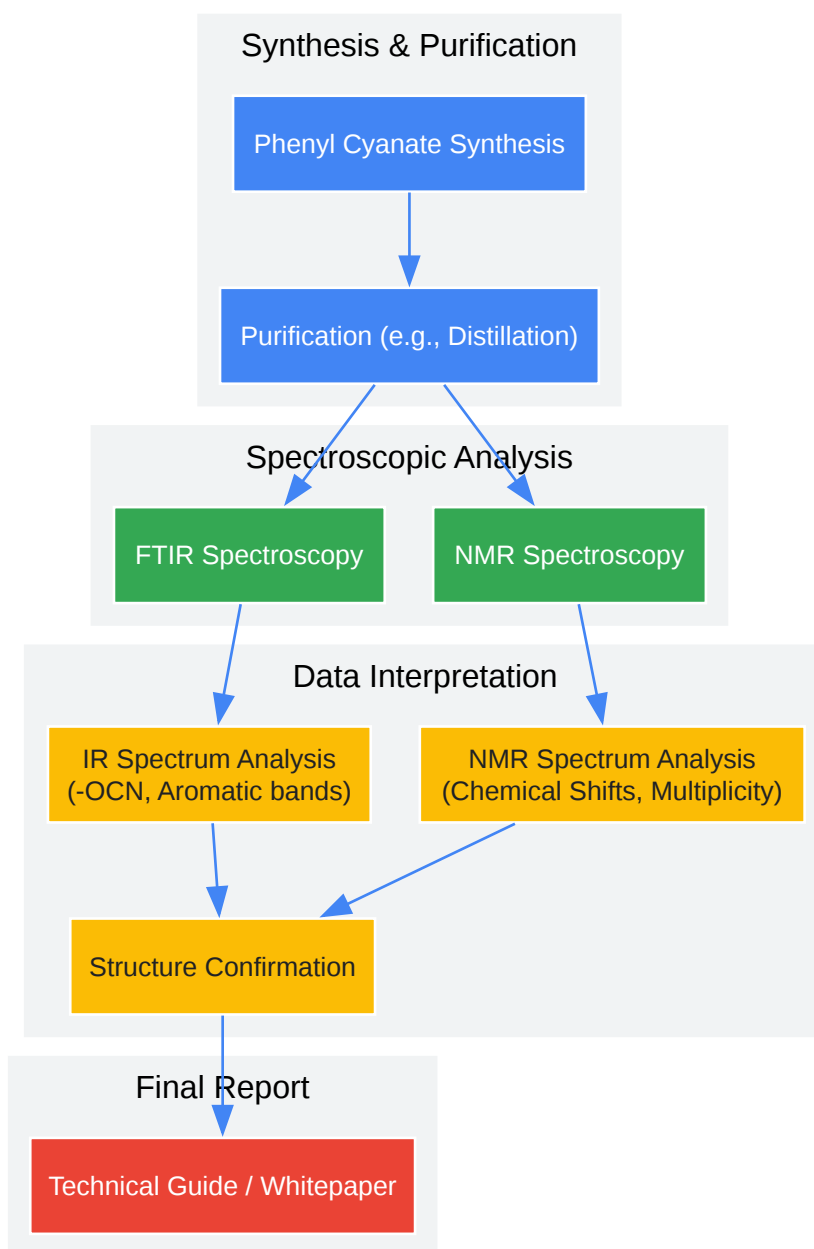 Synthesis & Purification
Phenyl Cyanate Synthesis
Purification (e.g., Distillation)
Spectroscopic Analysis
FTIR Spectroscopy
NMR Spectroscopy
Data Interpretation
IR Spectrum Analysis
(-OCN, Aromatic bands)
NMR Spectrum Analysis
(Chemical Shifts, Multiplicity)
Structure Confirmation
Final Report
Technical Guide / Whitepaper